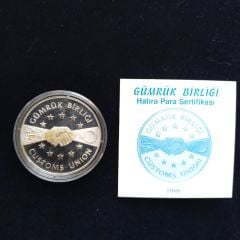 GÜMRÜK BİRLİĞİ
CUSTOMS UNION
GÜMRÜK BİRLİĞİ
Hatıra Para Sertifikası
GÜMRÜK BİRLİĞİ
CUSTOMS UNION
1996